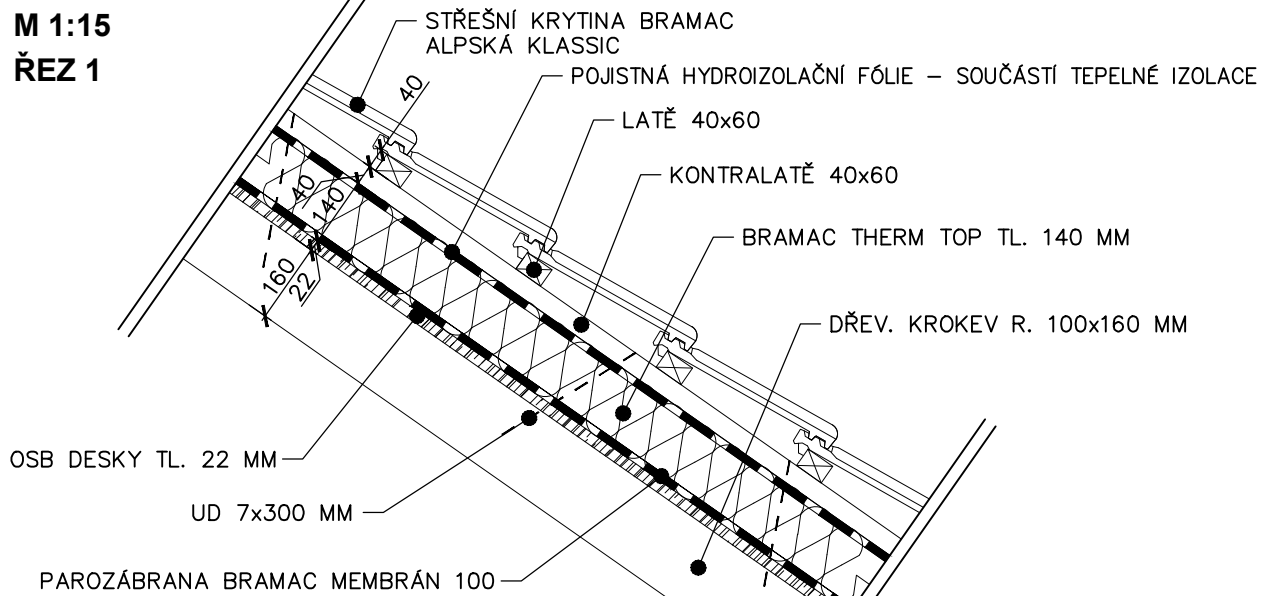 M 1:15
ŘEZ 1
STŘEŠNÍ KRYTINA BRAMAC
ALPSKÁ KLASSIC
POJISTNÁ HYDROIZOLAČNÍ FÓLIE – SOUČÁSTÍ TEPELNÉ IZOLACE
40
LATĚ 40x60
KONTRALATĚ 40x60
40
140
BRAMAC THERM TOP TL. 140 MM
160
22
DŘEV. KROKEV R. 100x160 MM
OSB DESKY TL. 22 MM
UD 7x300 MM
PAROZÁBRANA BRAMAC MEMBRÁN 100